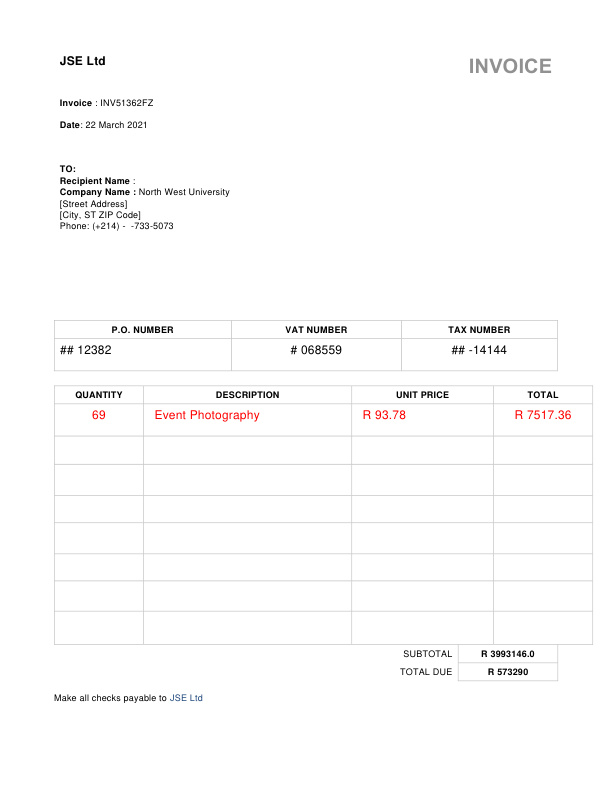 JSE Ltd
INVOICE
Invoice : INV51362FZ
Date: 22 March 2021
TO:
Recipient Name :
Company Name : North West University
[Street Address]
[City, ST ZIP Code]
Phone: (+214) - -733-5073
P.O. NUMBER VAT NUMBER TAX NUMBER
## 12382 # 068559 ## -14144
QUANTITY DESCRIPTION UNIT PRICE TOTAL
69 Event Photography R 93.78 R 7517.36
SUBTOTAL R 3993146.0
TOTAL DUE R 573290
Make all checks payable to JSE Ltd